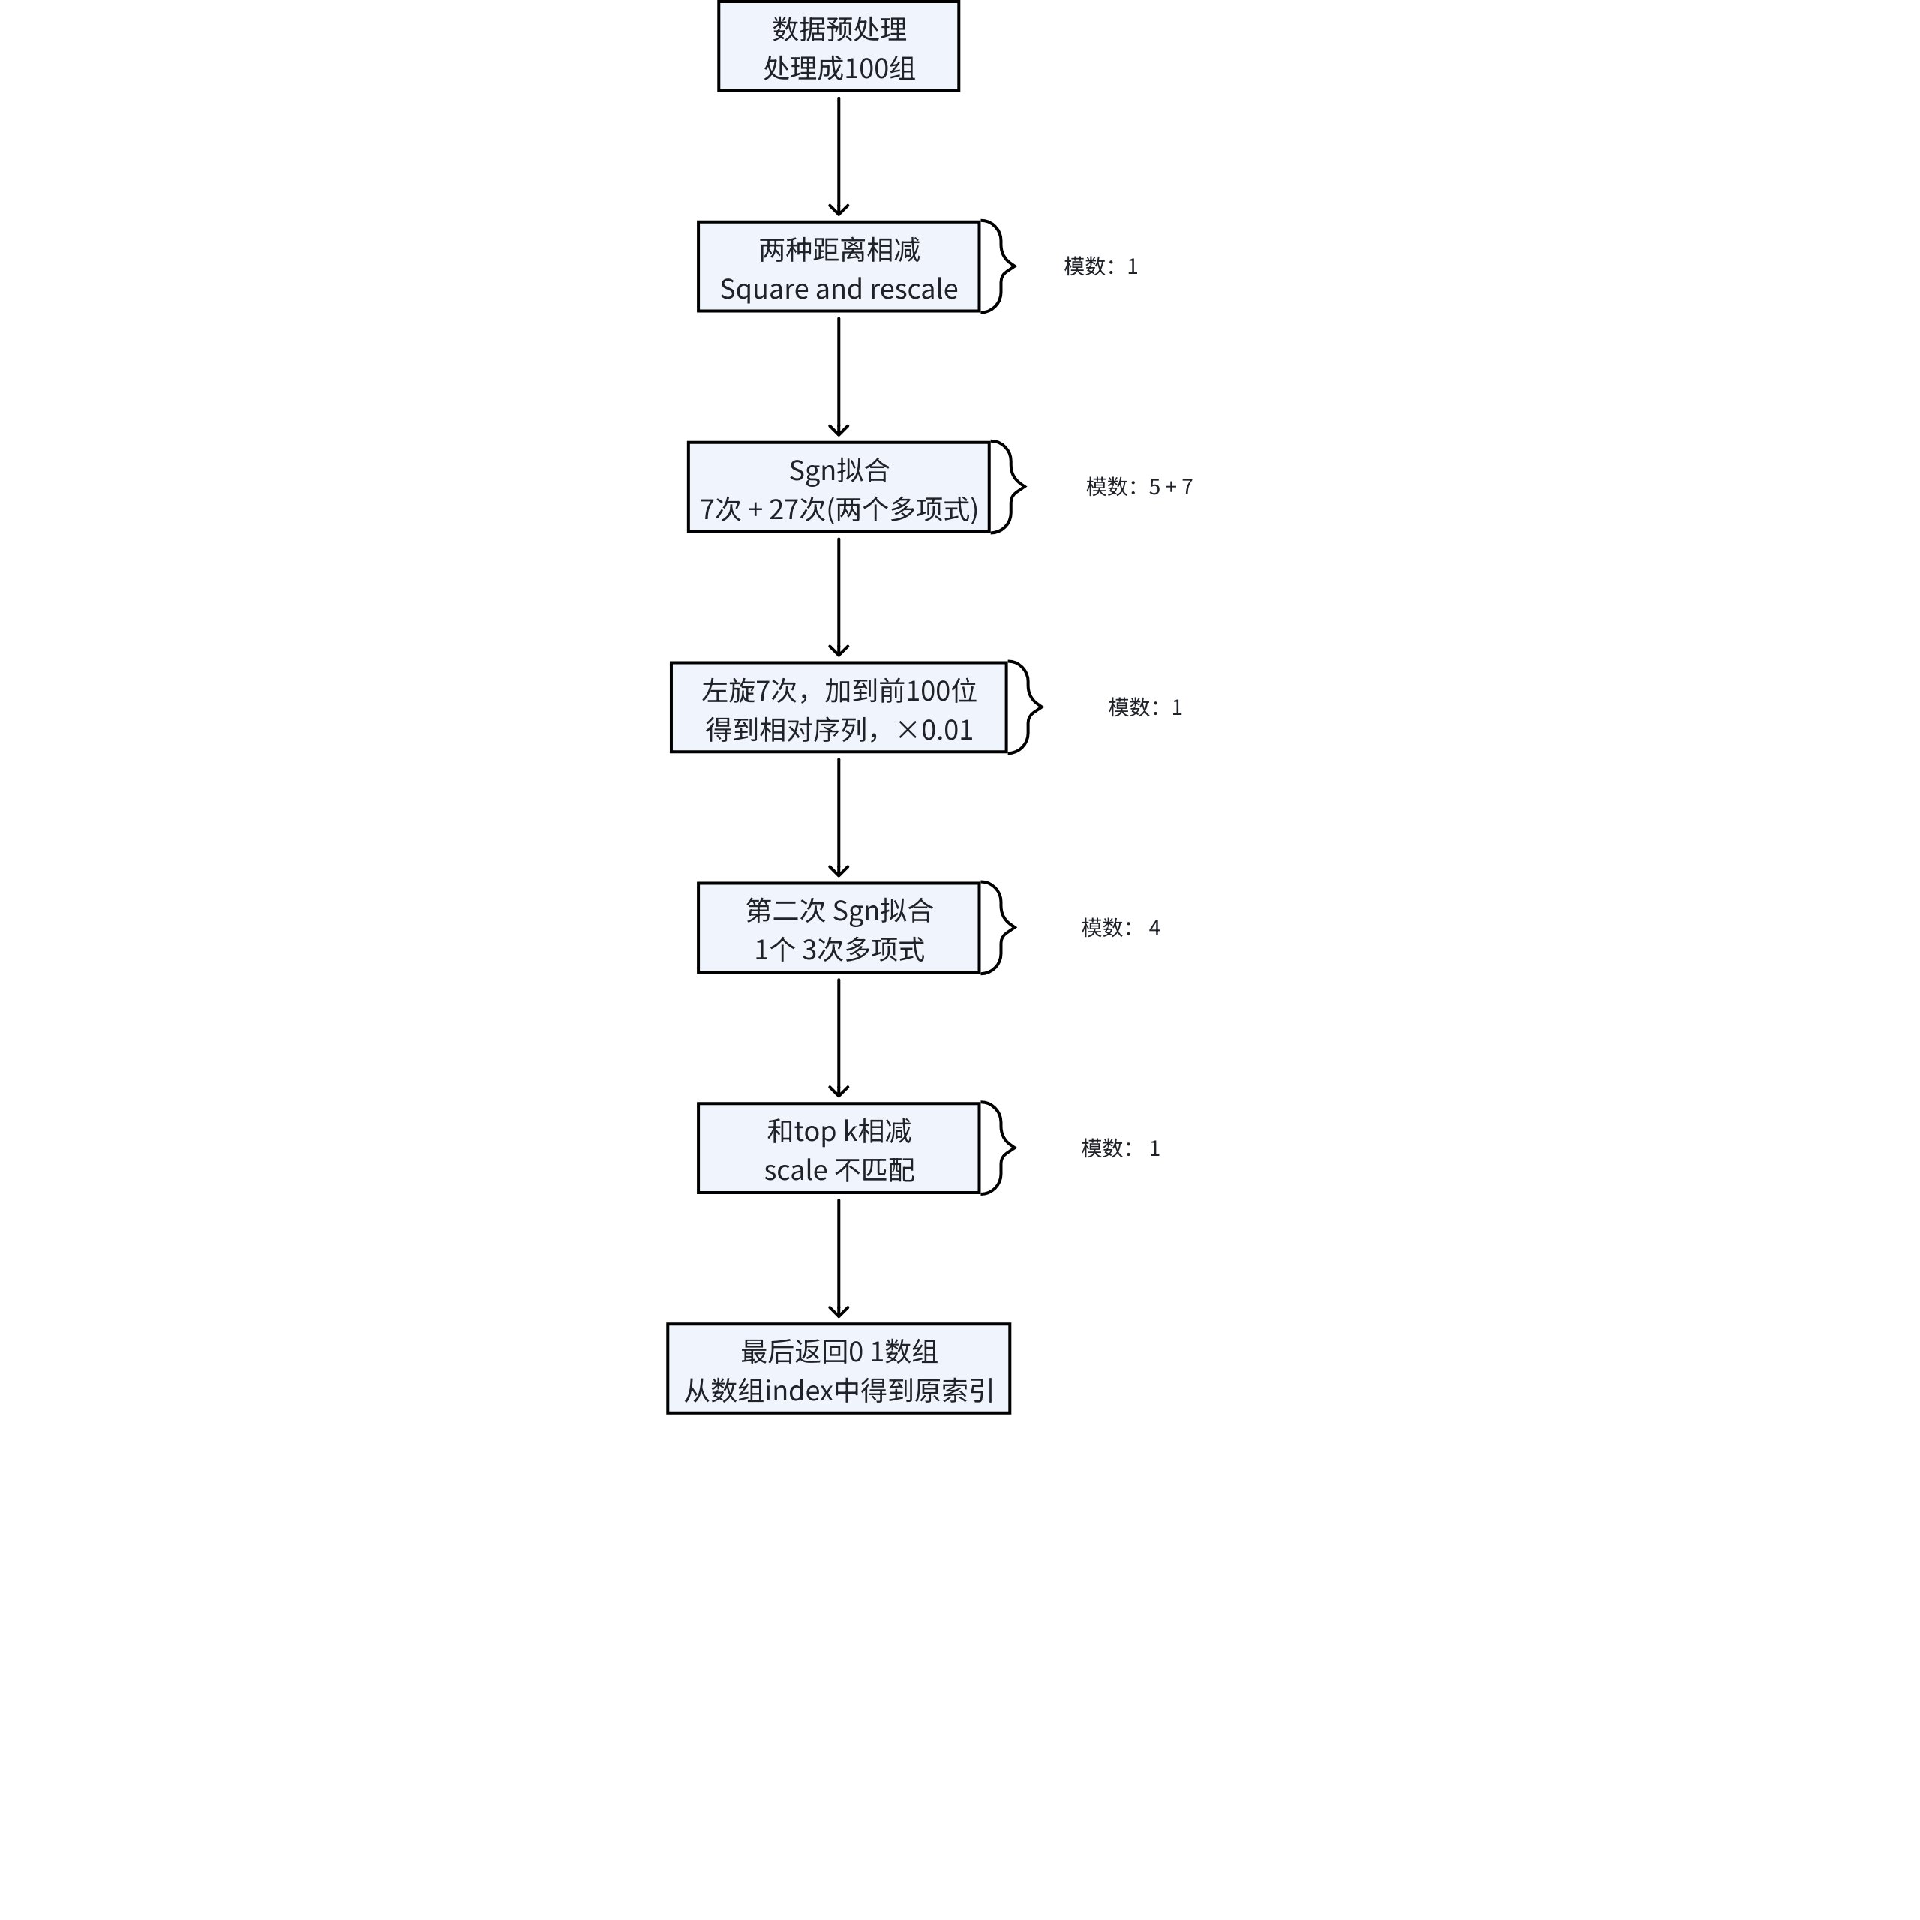 数据预处理
处理成100组
两种距离相减
Square and rescale
模数：1
Sgn拟合
7次 + 27次(两个多项式)
模数：5 + 7
左旋7次，加到前100位
得到相对序列，×0.01
模数：1
第二次 Sgn拟合
1个 3次多项式
模数： 4
和top k相减
scale 不匹配
模数： 1
最后返回0 1数组
从数组index中得到原索引